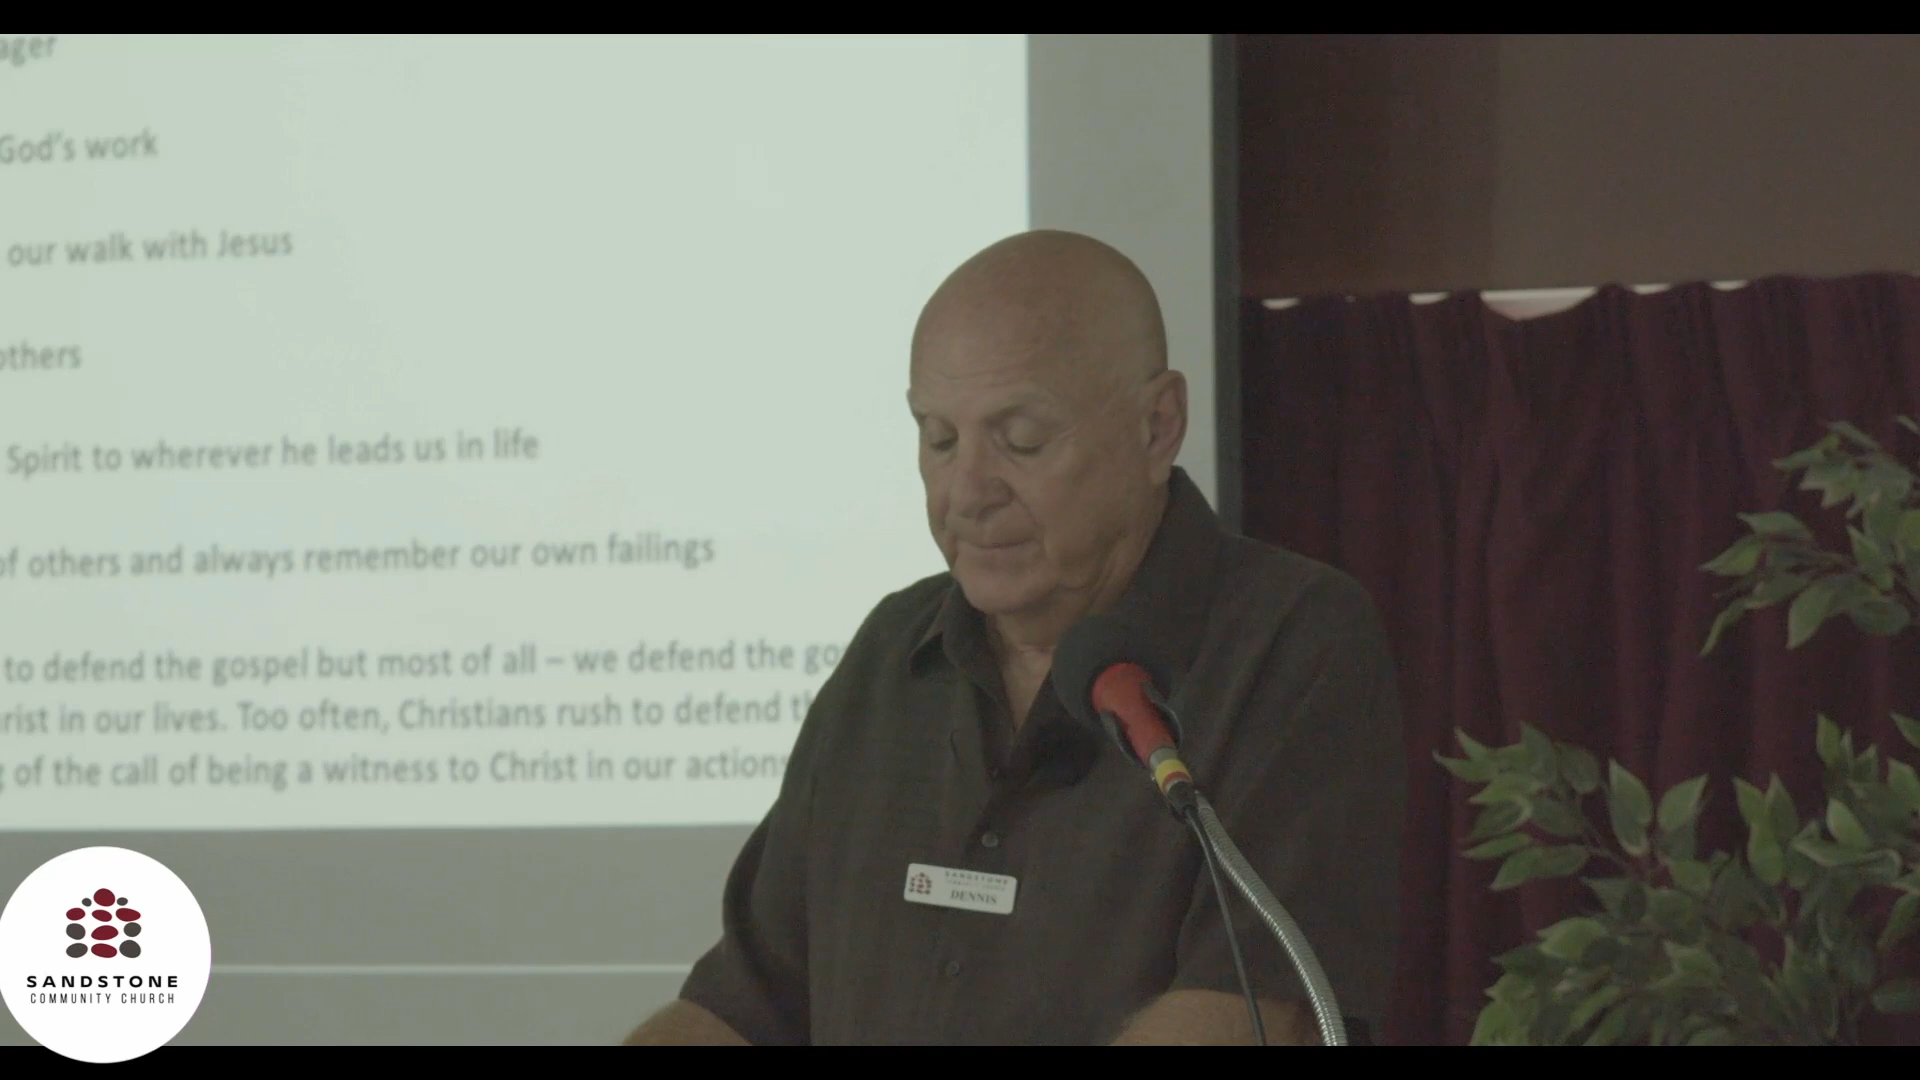 ager
God's work
our walk with Jesus
others
Spirit to wherever he leads us in life
of others and always remember our own failings
to defend the gospel but most of all – we defend the go
rist in our lives. Too often, Christians rush to defend th
g of the call of being a witness to Christ in our actions
SANDSTONE
DENNIS
SANDSTONE
COMMUNITY CHURCH